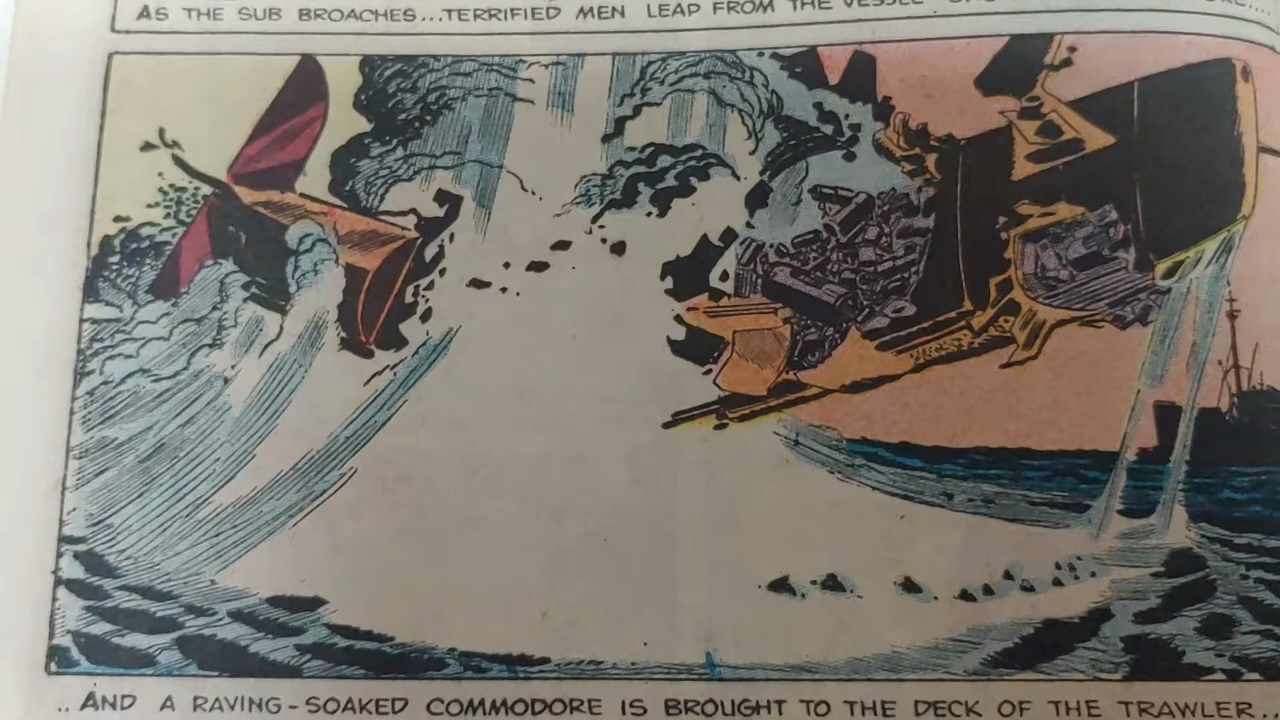 AS THE SUB BROACHES...TERRIFIED MEN LEAP FROM THE VESSEL
..AND A RAVING-SOAKED COMMODORE IS BROUGHT TO THE DECK OF THE TRAWLER..